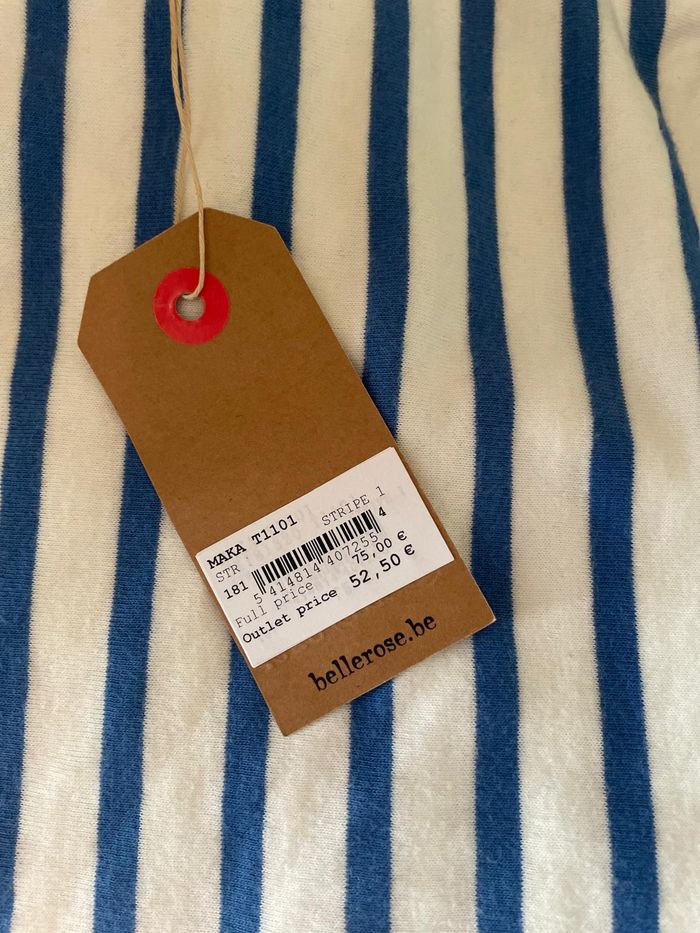 MAKA T1101
STR STRIPE 1
181
5 414814 407255 4
Full price 75,00 €
Outlet price 52,50 €
bellerose.be